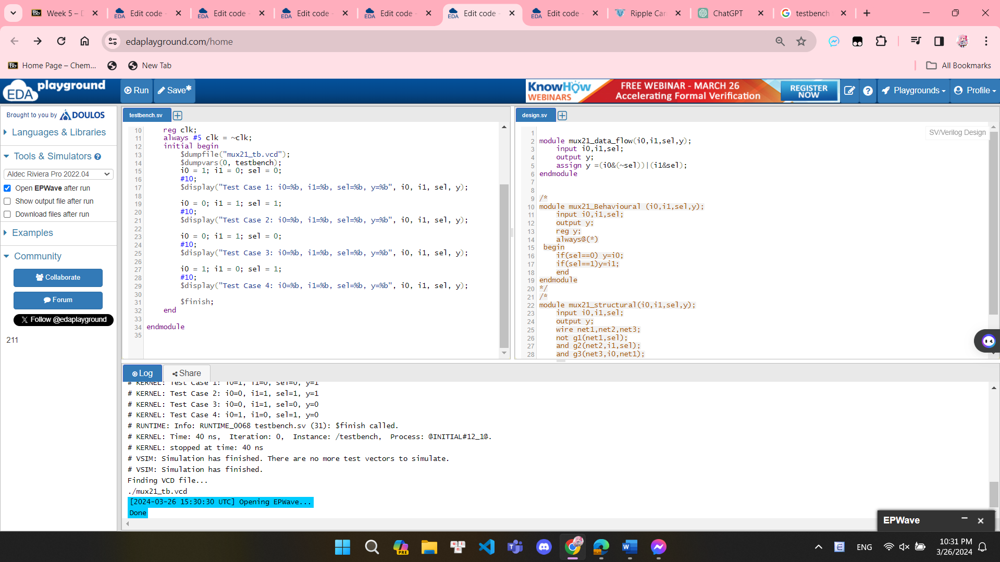 Week 5 – D
Edit code -
Edit code -
Edit code -
Edit code -
Edit code -
Edit code -
Ripple Car
ChatGPT
testbench
edaplayground.com/home
Home Page – Chem...
New Tab
All Bookmarks
EDA playground
Run
Save*
KnowHow WEBINARS
FREE WEBINAR - MARCH 26
Accelerating Formal Verification
REGISTER NOW
Playgrounds
Profile
Brought to you by DOULOS
Languages & Libraries
Tools & Simulators
Aldec Riviera Pro 2022.04
Open EPWave after run
Show output file after run
Download files after run
Examples
Community
Collaborate
Forum
Follow @edaplayground
211
testbench.sv
10 reg clk;
11 always #5 clk = ~clk;
12 initial begin
13 $dumpfile("mux21_tb.vcd");
14 $dumpvars(0, testbench);
15 i0 = 1; i1 = 0; sel = 0;
16 #10;
17 $display("Test Case 1: i0=%b, i1=%b, sel=%b, y=%b", i0, i1, sel, y);
18
19 i0 = 0; i1 = 1; sel = 1;
20 #10;
21 $display("Test Case 2: i0=%b, i1=%b, sel=%b, y=%b", i0, i1, sel, y);
22
23 i0 = 0; i1 = 1; sel = 0;
24 #10;
25 $display("Test Case 3: i0=%b, i1=%b, sel=%b, y=%b", i0, i1, sel, y);
26
27 i0 = 1; i1 = 0; sel = 1;
28 #10;
29 $display("Test Case 4: i0=%b, i1=%b, sel=%b, y=%b", i0, i1, sel, y);
30
31 $finish;
32 end
33
34 endmodule
35
design.sv
SV/Verilog Design
1
2 module mux21_data_flow(i0,i1,sel,y);
3 input i0,i1,sel;
4 output y;
5 assign y =(i0&(~sel))|(i1&sel);
6 endmodule
7
8
9 /*
10 module mux21_Behavioural (i0,i1,sel,y);
11 input i0,i1,sel;
12 output y;
13 reg y;
14 always@(*)
15 begin
16 if(sel==0) y=i0;
17 if(sel==1)y=i1;
18 end
19 endmodule
20 */
21 /*
22 module mux21_structural(i0,i1,sel,y);
23 input i0,i1,sel;
24 output y;
25 wire net1,net2,net3;
26 not g1(net1,sel);
27 and g2(net2,i1,sel);
28 and g3(net3,i0,net1);
Log
Share
# KERNEL: Test Case 1: i0=1, i1=0, sel=0, y=1
# KERNEL: Test Case 2: i0=0, i1=1, sel=1, y=1
# KERNEL: Test Case 3: i0=0, i1=1, sel=0, y=0
# KERNEL: Test Case 4: i0=1, i1=0, sel=1, y=0
# RUNTIME: Info: RUNTIME_0068 testbench.sv (31): $finish called.
# KERNEL: Time: 40 ns,  Iteration: 0,  Instance: /testbench,  Process: @INITIAL#12_1@.
# KERNEL: stopped at time: 40 ns
# VSIM: Simulation has finished. There are no more test vectors to simulate.
# VSIM: Simulation has finished.
Finding VCD file...
./mux21_tb.vcd
[2024-03-26 15:30:30 UTC] Opening EPWave...
Done
EPWave
PRE
ENG
10:31 PM
3/26/2024